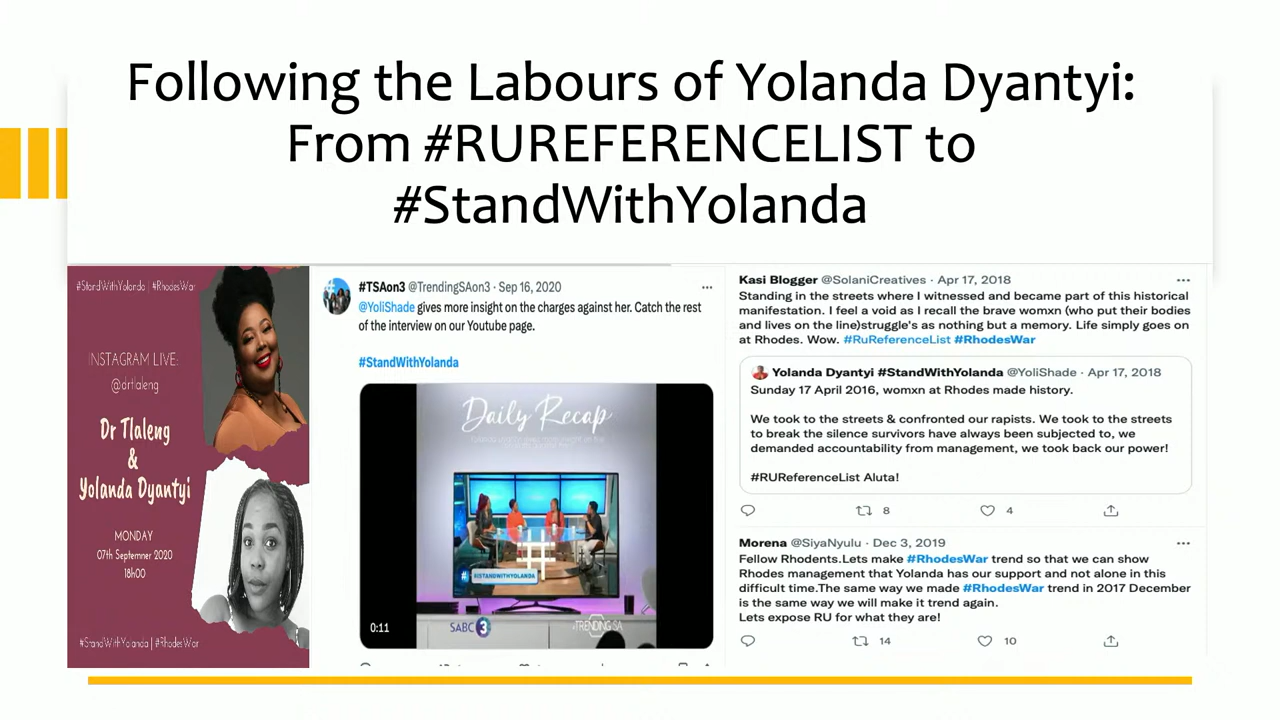 Following the Labours of Yolanda Dyantyi:
From #RUREFERENCELIST to
#StandWithYolanda
#StandWithYolanda | #RhodesWar
INSTAGRAM LIVE:
@drtlaleng
Dr Tlaleng
&
Yolanda Dyantyi
MONDAY
07th Septemner 2020
18h00
#StandWithYolanda | #RhodesWar
#TSAon3 @TrendingSAon3 · Sep 16, 2020
@YoliShade gives more insight on the charges against her. Catch the rest
of the interview on our Youtube page.
#StandWithYolanda
Daily Recap
#ISTANDWITHYOLANDA
0:11
SABC 3
#TRENDING SA
Kasi Blogger @SolaniCreatives · Apr 17, 2018
Standing in the streets where I witnessed and became part of this historical
manifestation. I feel a void as I recall the brave womxn (who put their bodies
and lives on the line)struggle's as nothing but a memory. Life simply goes on
at Rhodes. Wow. #RuReferenceList #RhodesWar
Yolanda Dyantyi #StandWithYolanda @YoliShade · Apr 17, 2018
Sunday 17 April 2016, womxn at Rhodes made history.
We took to the streets & confronted our rapists. We took to the streets
to break the silence survivors have always been subjected to, we
demanded accountability from management, we took back our power!
#RUReferenceList Aluta!
8 4
Morena @SiyaNyulu · Dec 3, 2019
Fellow Rhodents.Lets make #RhodesWar trend so that we can show
Rhodes management that Yolanda has our support and not alone in this
difficult time.The same way we made #RhodesWar trend in 2017 December
is the same way we will make it trend again.
Lets expose RU for what they are!
14 10